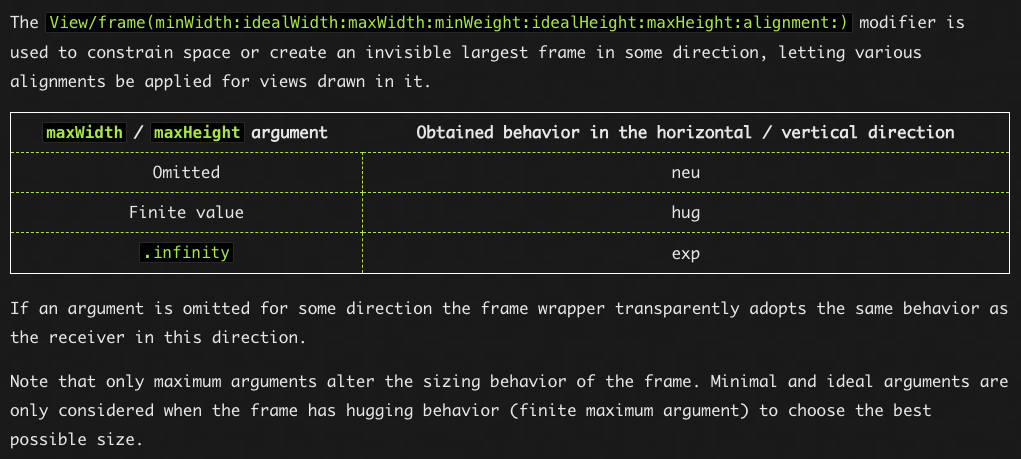 The View/frame(minWidth:idealWidth:maxWidth:minWeight:idealHeight:maxHeight:alignment:) modifier is
used to constrain space or create an invisible largest frame in some direction, letting various
alignments be applied for views drawn in it.
maxWidth / maxHeight argument Obtained behavior in the horizontal / vertical direction
Omitted neu
Finite value hug
.infinity exp
If an argument is omitted for some direction the frame wrapper transparently adopts the same behavior as
the receiver in this direction.
Note that only maximum arguments alter the sizing behavior of the frame. Minimal and ideal arguments are
only considered when the frame has hugging behavior (finite maximum argument) to choose the best
possible size.